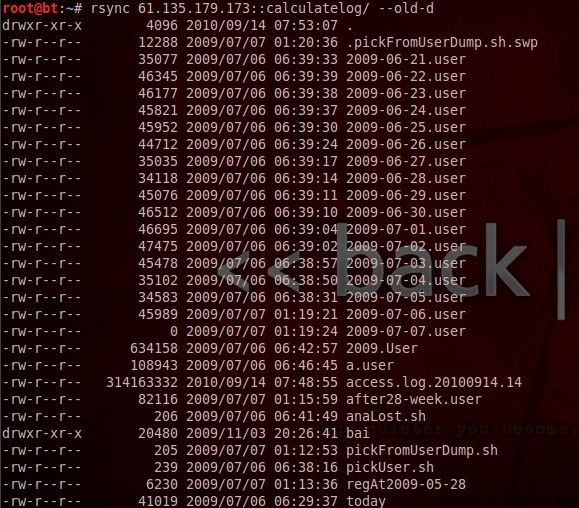 root@bt:~# rsync 61.135.179.173::calculatelog/ --old-d
drwxr-xr-x 4096 2010/09/14 07:53:07 .
-rw-r--r-- 12288 2009/07/07 01:20:36 .pickFromUserDump.sh.swp
-rw-r--r-- 35077 2009/07/06 06:39:33 2009-06-21.user
-rw-r--r-- 46345 2009/07/06 06:39:39 2009-06-22.user
-rw-r--r-- 46177 2009/07/06 06:39:38 2009-06-23.user
-rw-r--r-- 45821 2009/07/06 06:39:37 2009-06-24.user
-rw-r--r-- 45952 2009/07/06 06:39:30 2009-06-25.user
-rw-r--r-- 44712 2009/07/06 06:39:24 2009-06-26.user
-rw-r--r-- 35035 2009/07/06 06:39:17 2009-06-27.user
-rw-r--r-- 34118 2009/07/06 06:39:14 2009-06-28.user
-rw-r--r-- 45076 2009/07/06 06:39:11 2009-06-29.user
-rw-r--r-- 46512 2009/07/06 06:39:10 2009-06-30.user
-rw-r--r-- 46695 2009/07/06 06:39:04 2009-07-01.user
-rw-r--r-- 47475 2009/07/06 06:39:02 2009-07-02.user
-rw-r--r-- 45478 2009/07/06 06:38:57 2009-07-03.user
-rw-r--r-- 35102 2009/07/06 06:38:50 2009-07-04.user
-rw-r--r-- 34583 2009/07/06 06:38:31 2009-07-05.user
-rw-r--r-- 45989 2009/07/07 01:19:21 2009-07-06.user
-rw-r--r-- 0 2009/07/07 01:19:24 2009-07-07.user
-rw-r--r-- 634158 2009/07/06 06:42:57 2009.User
-rw-r--r-- 108943 2009/07/06 06:46:45 a.user
-rw-r--r-- 314163332 2010/09/14 07:48:55 access.log.20100914.14
-rw-r--r-- 82116 2009/07/07 01:15:59 after28-week.user
-rw-r--r-- 206 2009/07/06 06:41:49 anaLost.sh
drwxr-xr-x 20480 2009/11/03 20:26:41 bai
-rw-r--r-- 205 2009/07/07 01:12:53 pickFromUserDump.sh
-rw-r--r-- 239 2009/07/06 06:38:16 pickUser.sh
-rw-r--r-- 6230 2009/07/07 01:13:36 regAt2009-05-28
-rw-r--r-- 41019 2009/07/06 06:29:37 today
<< back |
quieter you become,